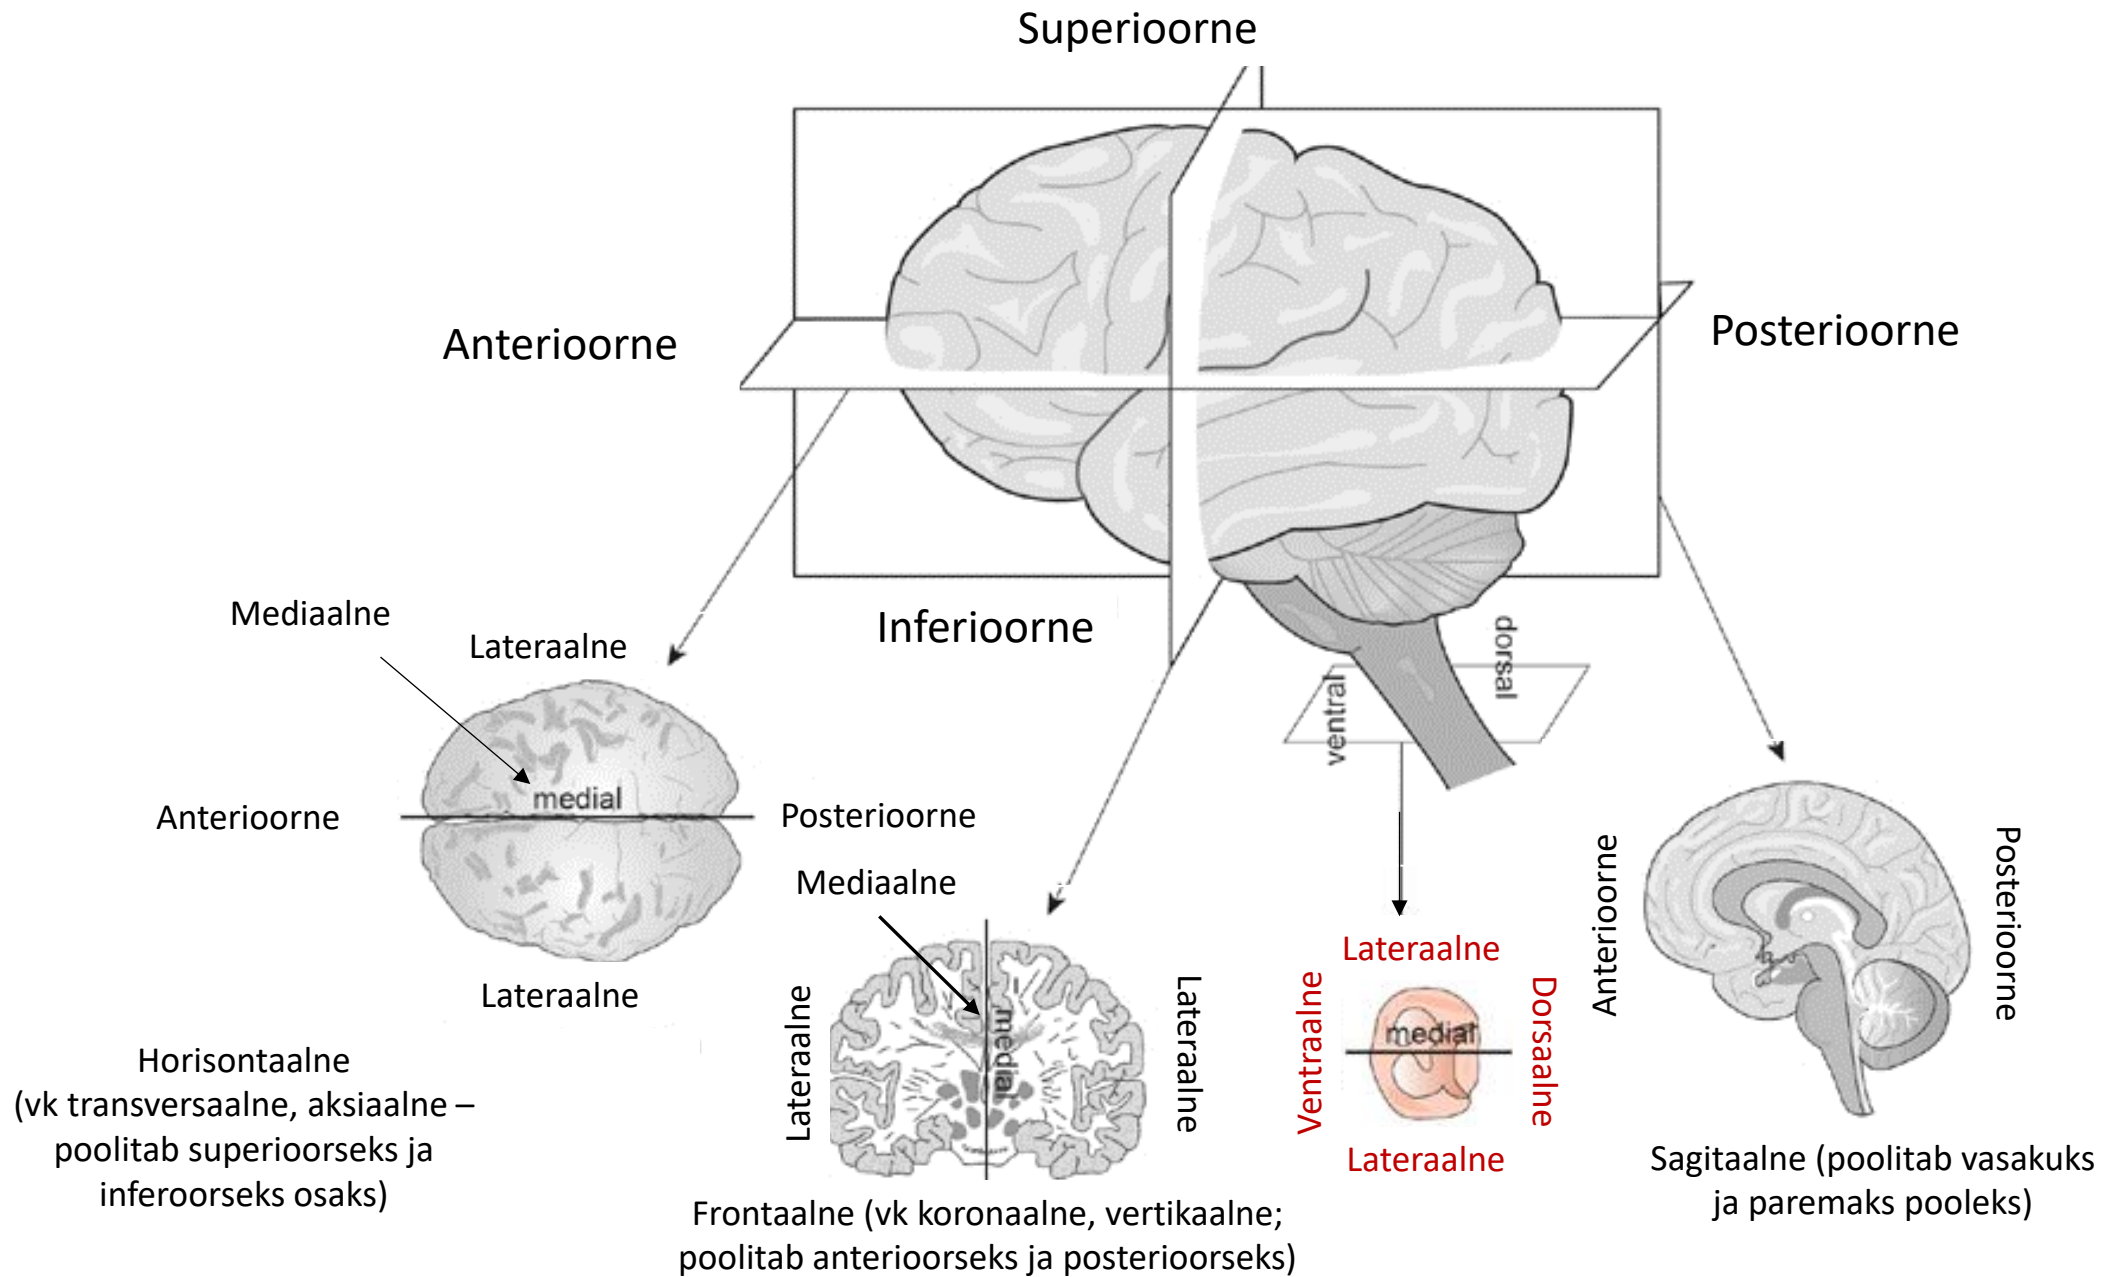 Superioorne
Anterioorne
Posterioorne
Inferioorne
dorsal
ventral
Mediaalne
Lateraalne
medial
Anterioorne
Posterioorne
Lateraalne
Horisontaalne
(vk transversaalne, aksiaalne –
poolitab superioorseks ja
inferoorseks osaks)
Mediaalne
Lateraalne
medial
Lateraalne
Frontaalne (vk koronaalne, vertikaalne;
poolitab anterioorseks ja posterioorseks)
Lateraalne
Ventraalne
medial
Dorsaalne
Lateraalne
Anterioorne
Posterioorne
Sagitaalne (poolitab vasakuks
ja paremaks pooleks)